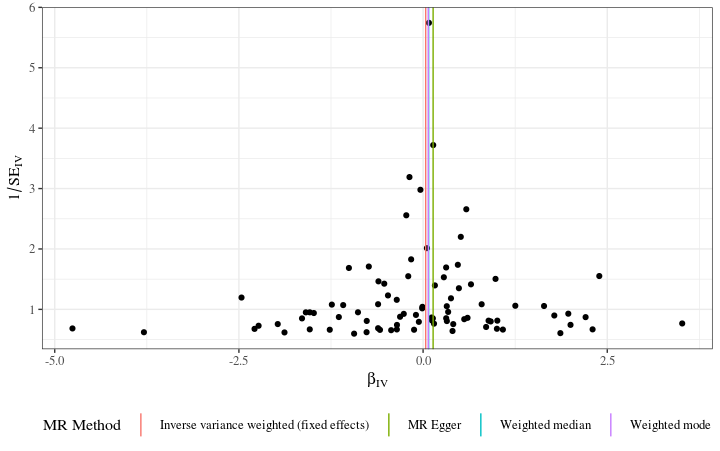 6
5
4
3
2
1
1/SE_IV
-5.0 -2.5 0.0 2.5
β_IV
MR Method Inverse variance weighted (fixed effects) MR Egger Weighted median Weighted mode